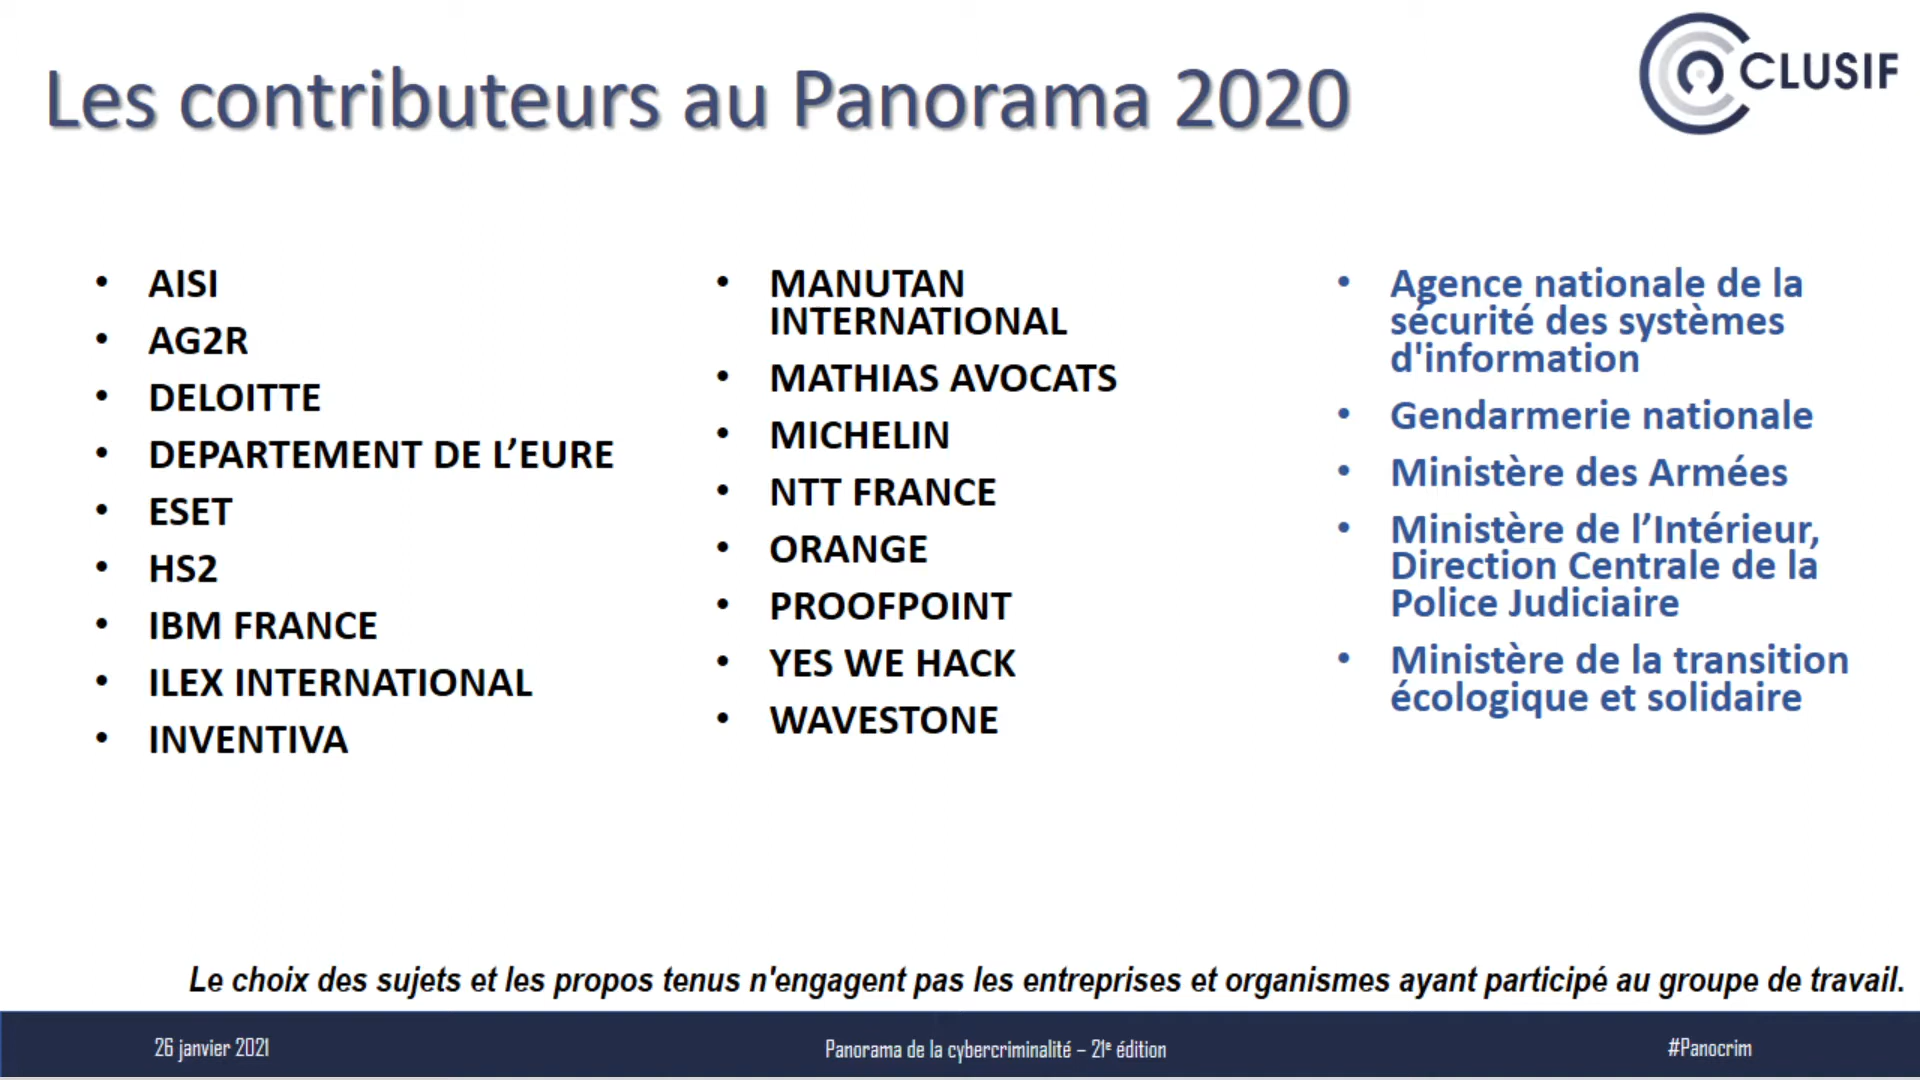 CLUSIF
Les contributeurs au Panorama 2020
• AISI
• AG2R
• DELOITTE
• DEPARTEMENT DE L’EURE
• ESET
• HS2
• IBM FRANCE
• ILEX INTERNATIONAL
• INVENTIVA
• MANUTAN
INTERNATIONAL
• MATHIAS AVOCATS
• MICHELIN
• NTT FRANCE
• ORANGE
• PROOFPOINT
• YES WE HACK
• WAVESTONE
• Agence nationale de la
sécurité des systèmes
d'information
• Gendarmerie nationale
• Ministère des Armées
• Ministère de l’Intérieur,
Direction Centrale de la
Police Judiciaire
• Ministère de la transition
écologique et solidaire
Le choix des sujets et les propos tenus n'engagent pas les entreprises et organismes ayant participé au groupe de travail.
26 janvier 2021
Panorama de la cybercriminalité – 21e édition
#Panocrim